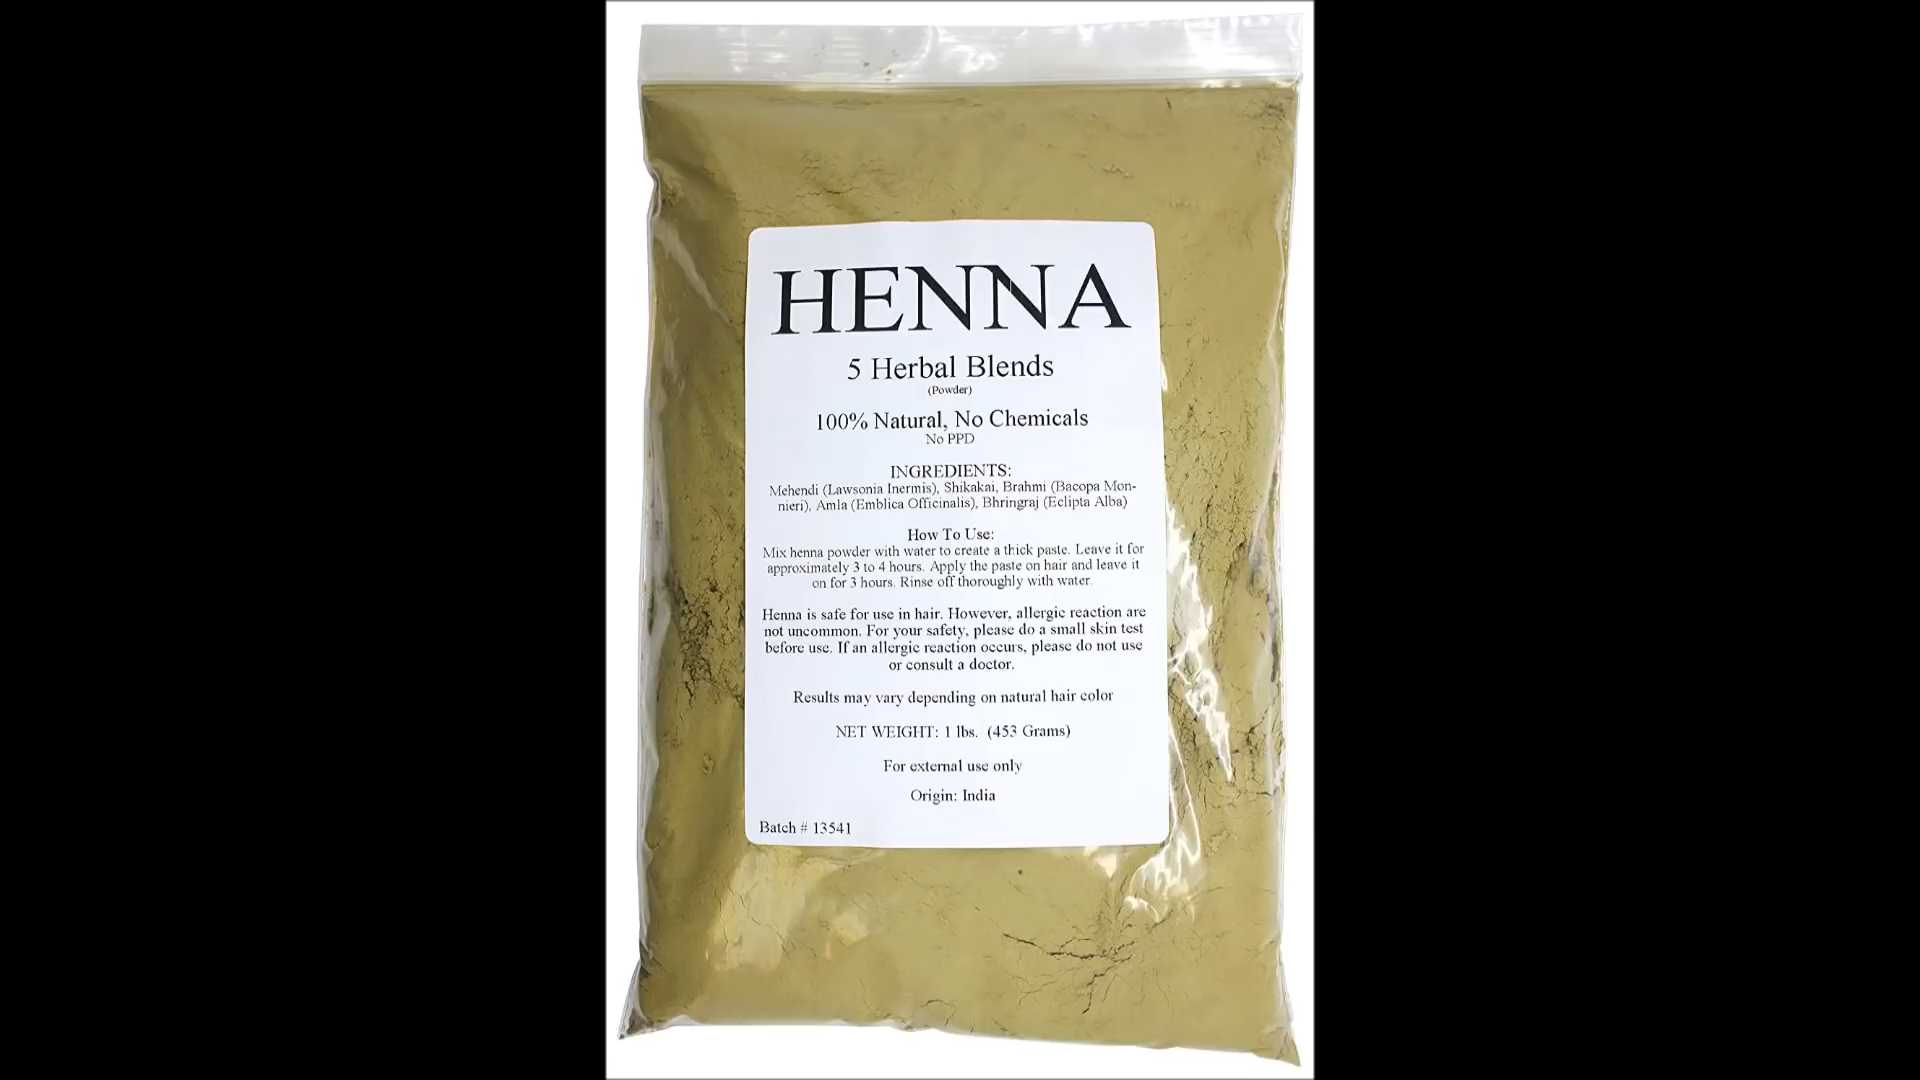 HENNA
5 Herbal Blends
(Powder)
100% Natural, No Chemicals
No PPD
INGREDIENTS:
Mehendi (Lawsonia Inermis), Shikakai, Brahmi (Bacopa Mon-
nieri), Amla (Emblica Officinalis), Bhringraj (Eclipta Alba)
How To Use:
Mix henna powder with water to create a thick paste. Leave it for
approximately 3 to 4 hours. Apply the paste on hair and leave it
on for 3 hours. Rinse off thoroughly with water.
Henna is safe for use in hair. However, allergic reaction are
not uncommon. For your safety, please do a small skin test
before use. If an allergic reaction occurs, please do not use
or consult a doctor.
Results may vary depending on natural hair color
NET WEIGHT: 1 lbs. (453 Grams)
For external use only
Origin: India
Batch # 13541